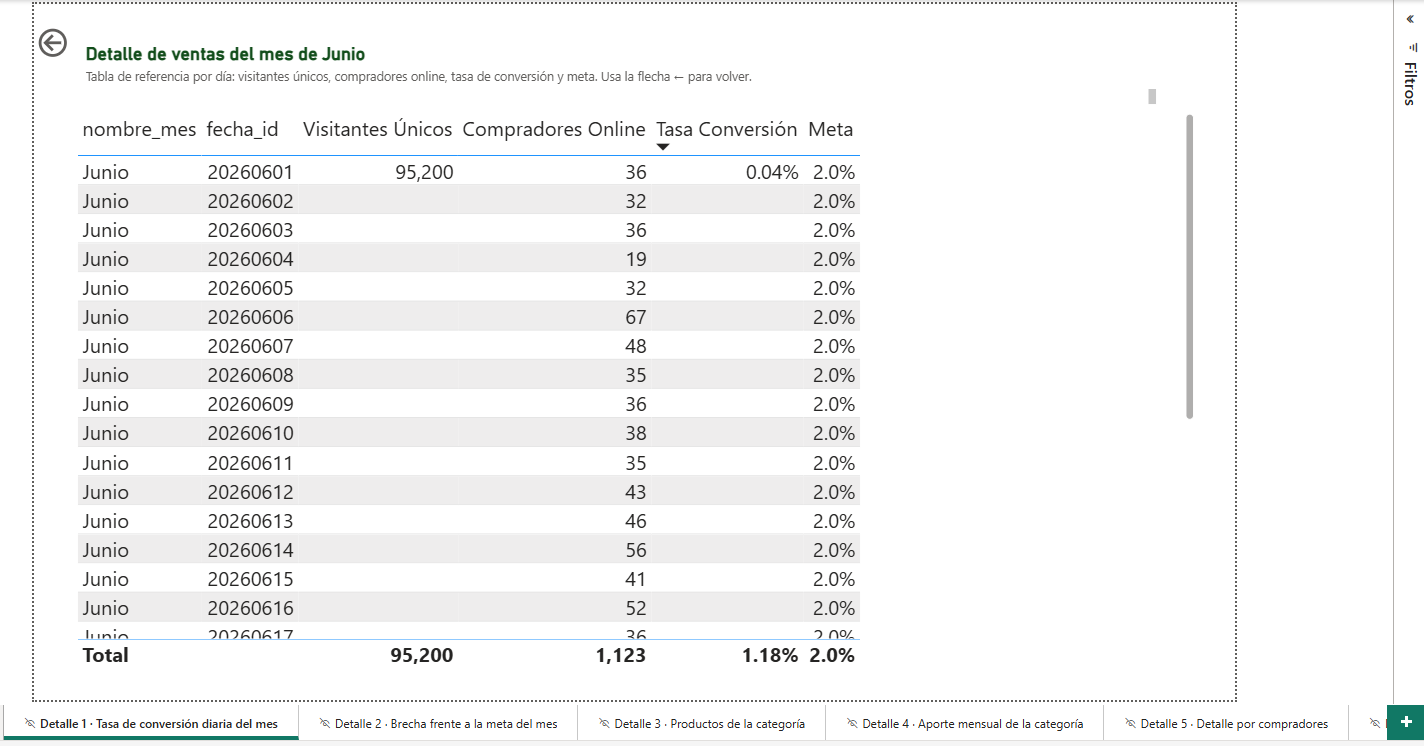 Detalle de ventas del mes de Junio
Tabla de referencia por día: visitantes únicos, compradores online, tasa de conversión y meta. Usa la flecha ← para volver.
nombre_mes fecha_id Visitantes Únicos Compradores Online Tasa Conversión Meta
Junio 20260601 95,200 36 0.04% 2.0%
Junio 20260602 32 2.0%
Junio 20260603 36 2.0%
Junio 20260604 19 2.0%
Junio 20260605 32 2.0%
Junio 20260606 67 2.0%
Junio 20260607 48 2.0%
Junio 20260608 35 2.0%
Junio 20260609 36 2.0%
Junio 20260610 38 2.0%
Junio 20260611 35 2.0%
Junio 20260612 43 2.0%
Junio 20260613 46 2.0%
Junio 20260614 56 2.0%
Junio 20260615 41 2.0%
Junio 20260616 52 2.0%
Junio 20260617 36 2.0%
Total 95,200 1,123 1.18% 2.0%
Filtros
Detalle 1 · Tasa de conversión diaria del mes
Detalle 2 · Brecha frente a la meta del mes
Detalle 3 · Productos de la categoría
Detalle 4 · Aporte mensual de la categoría
Detalle 5 · Detalle por compradores